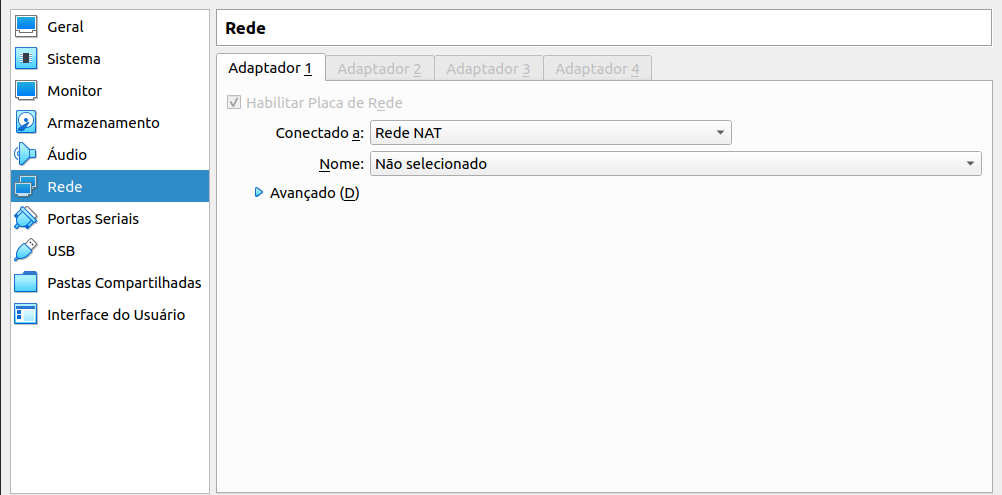 Geral
Sistema
Monitor
Armazenamento
Áudio
Rede
Portas Seriais
USB
Pastas Compartilhadas
Interface do Usuário
Rede
Adaptador 1 Adaptador 2 Adaptador 3 Adaptador 4
Habilitar Placa de Rede
Conectado a: Rede NAT
Nome: Não selecionado
Avançado (D)